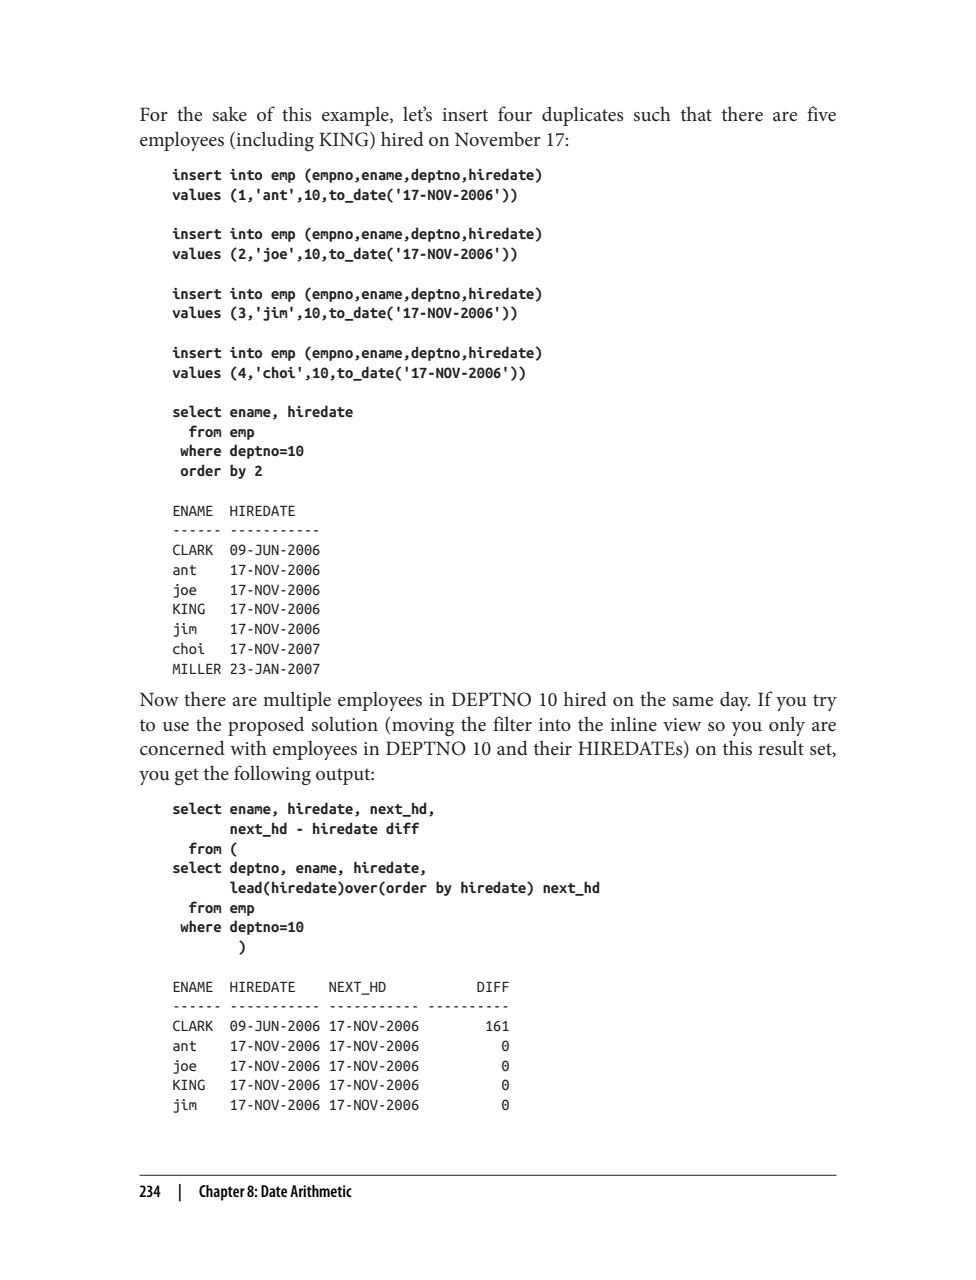 For the sake of this example, let's insert four duplicates such that there are five
employees (including KING) hired on November 17:
insert into emp (empno,ename,deptno,hiredate)
values (1,'ant',10,to_date('17-NOV-2006'))
insert into emp (empno,ename,deptno,hiredate)
values (2,'joe',10,to_date('17-NOV-2006'))
insert into emp (empno,ename,deptno,hiredate)
values (3,'jim',10,to_date('17-NOV-2006'))
insert into emp (empno,ename,deptno,hiredate)
values (4,'choi',10,to_date('17-NOV-2006'))
select ename, hiredate
  from emp
 where deptno=10
 order by 2
ENAME  HIREDATE
------ -----------
CLARK  09-JUN-2006
ant    17-NOV-2006
joe    17-NOV-2006
KING   17-NOV-2006
jim    17-NOV-2006
choi   17-NOV-2007
MILLER 23-JAN-2007
Now there are multiple employees in DEPTNO 10 hired on the same day. If you try
to use the proposed solution (moving the filter into the inline view so you only are
concerned with employees in DEPTNO 10 and their HIREDATEs) on this result set,
you get the following output:
select ename, hiredate, next_hd,
       next_hd - hiredate diff
  from (
select deptno, ename, hiredate,
       lead(hiredate)over(order by hiredate) next_hd
  from emp
 where deptno=10
        )
ENAME  HIREDATE    NEXT_HD           DIFF
------ ----------- ----------- ----------
CLARK  09-JUN-2006 17-NOV-2006        161
ant    17-NOV-2006 17-NOV-2006          0
joe    17-NOV-2006 17-NOV-2006          0
KING   17-NOV-2006 17-NOV-2006          0
jim    17-NOV-2006 17-NOV-2006          0
234 | Chapter 8: Date Arithmetic